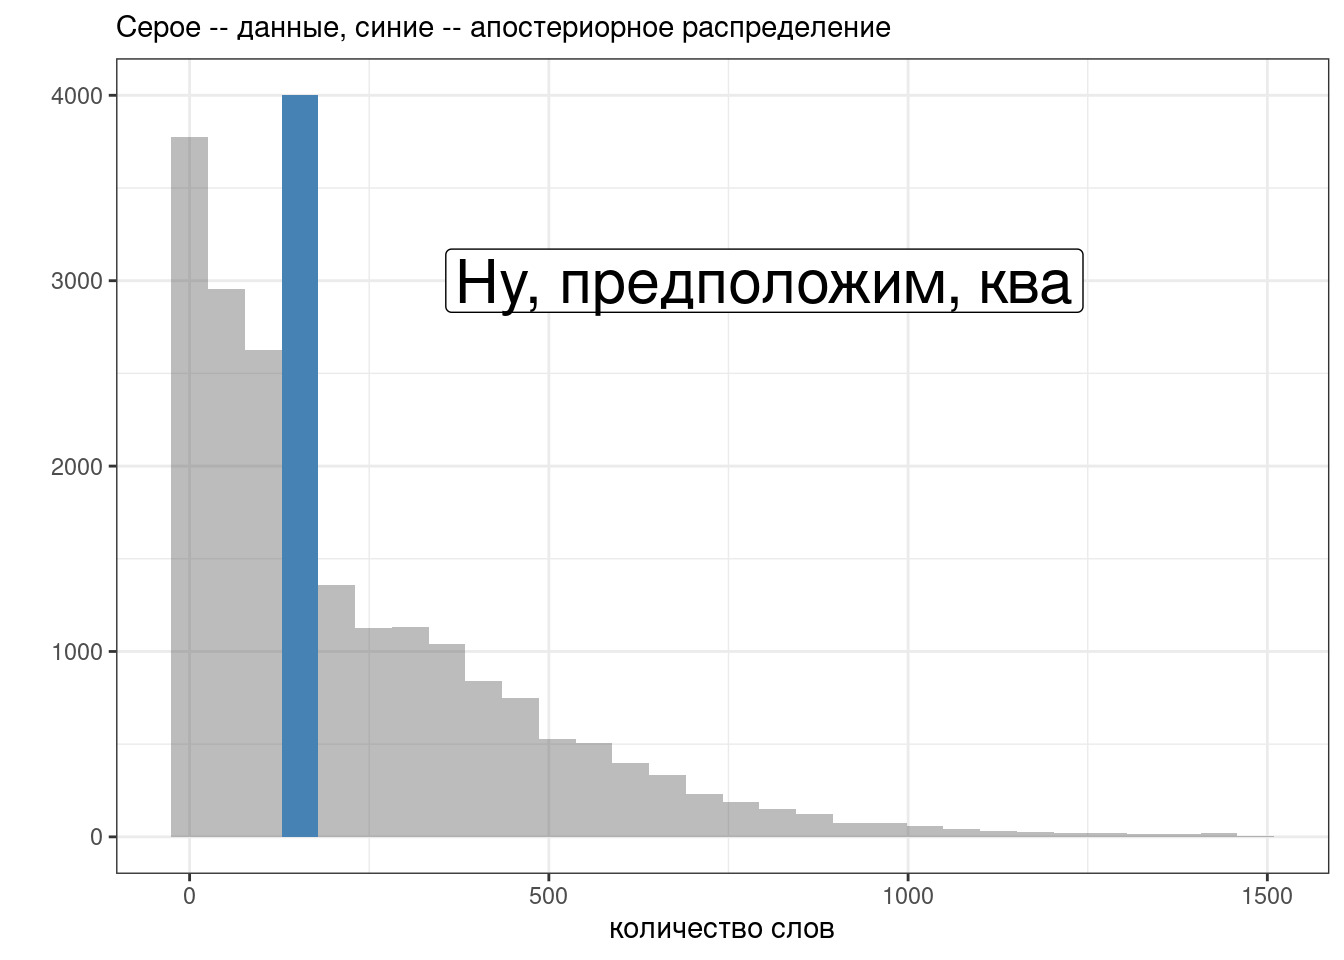 Серое -- данные, синие -- апостериорное распределение
4000
3000
2000
1000
0
Ну, предположим, ква
0 500 1000 1500
количество слов